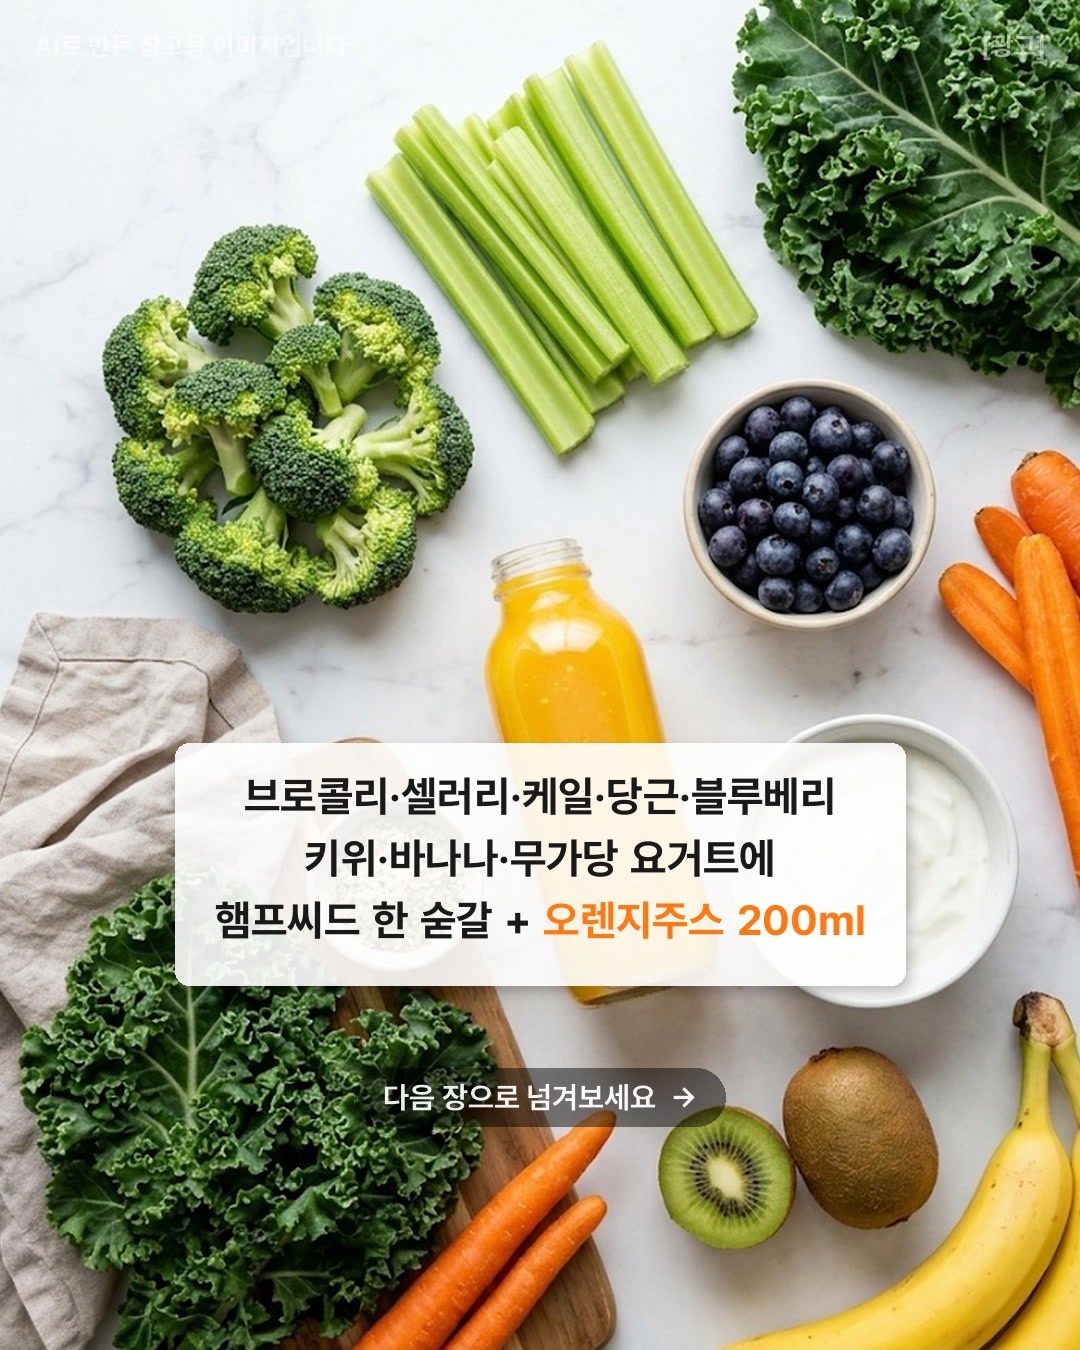 AI로 만든 참고용 이미지입니다
[광고]
브로콜리·셀러리·케일·당근·블루베리
키위·바나나·무가당 요거트에
햄프씨드 한 숟갈 + 오렌지주스 200ml
다음 장으로 넘겨보세요 →